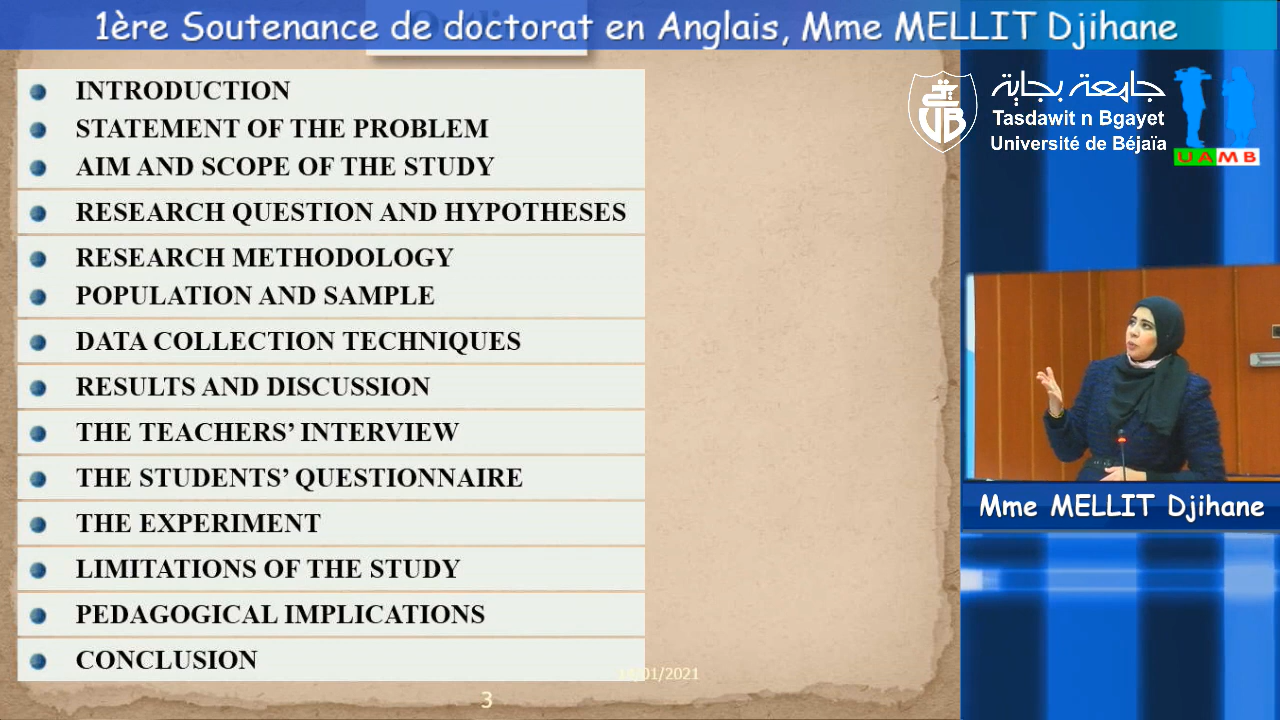 1ère Soutenance de doctorat en Anglais, Mme MELLIT Djihane
INTRODUCTION
STATEMENT OF THE PROBLEM
AIM AND SCOPE OF THE STUDY
RESEARCH QUESTION AND HYPOTHESES
RESEARCH METHODOLOGY
POPULATION AND SAMPLE
DATA COLLECTION TECHNIQUES
RESULTS AND DISCUSSION
THE TEACHERS’ INTERVIEW
THE STUDENTS’ QUESTIONNAIRE
THE EXPERIMENT
LIMITATIONS OF THE STUDY
PEDAGOGICAL IMPLICATIONS
CONCLUSION
/01/2021
3
جامعة بجاية
Tasdawit n Bgayet
Université de Béjaïa
UAMB
Mme MELLIT Djihane